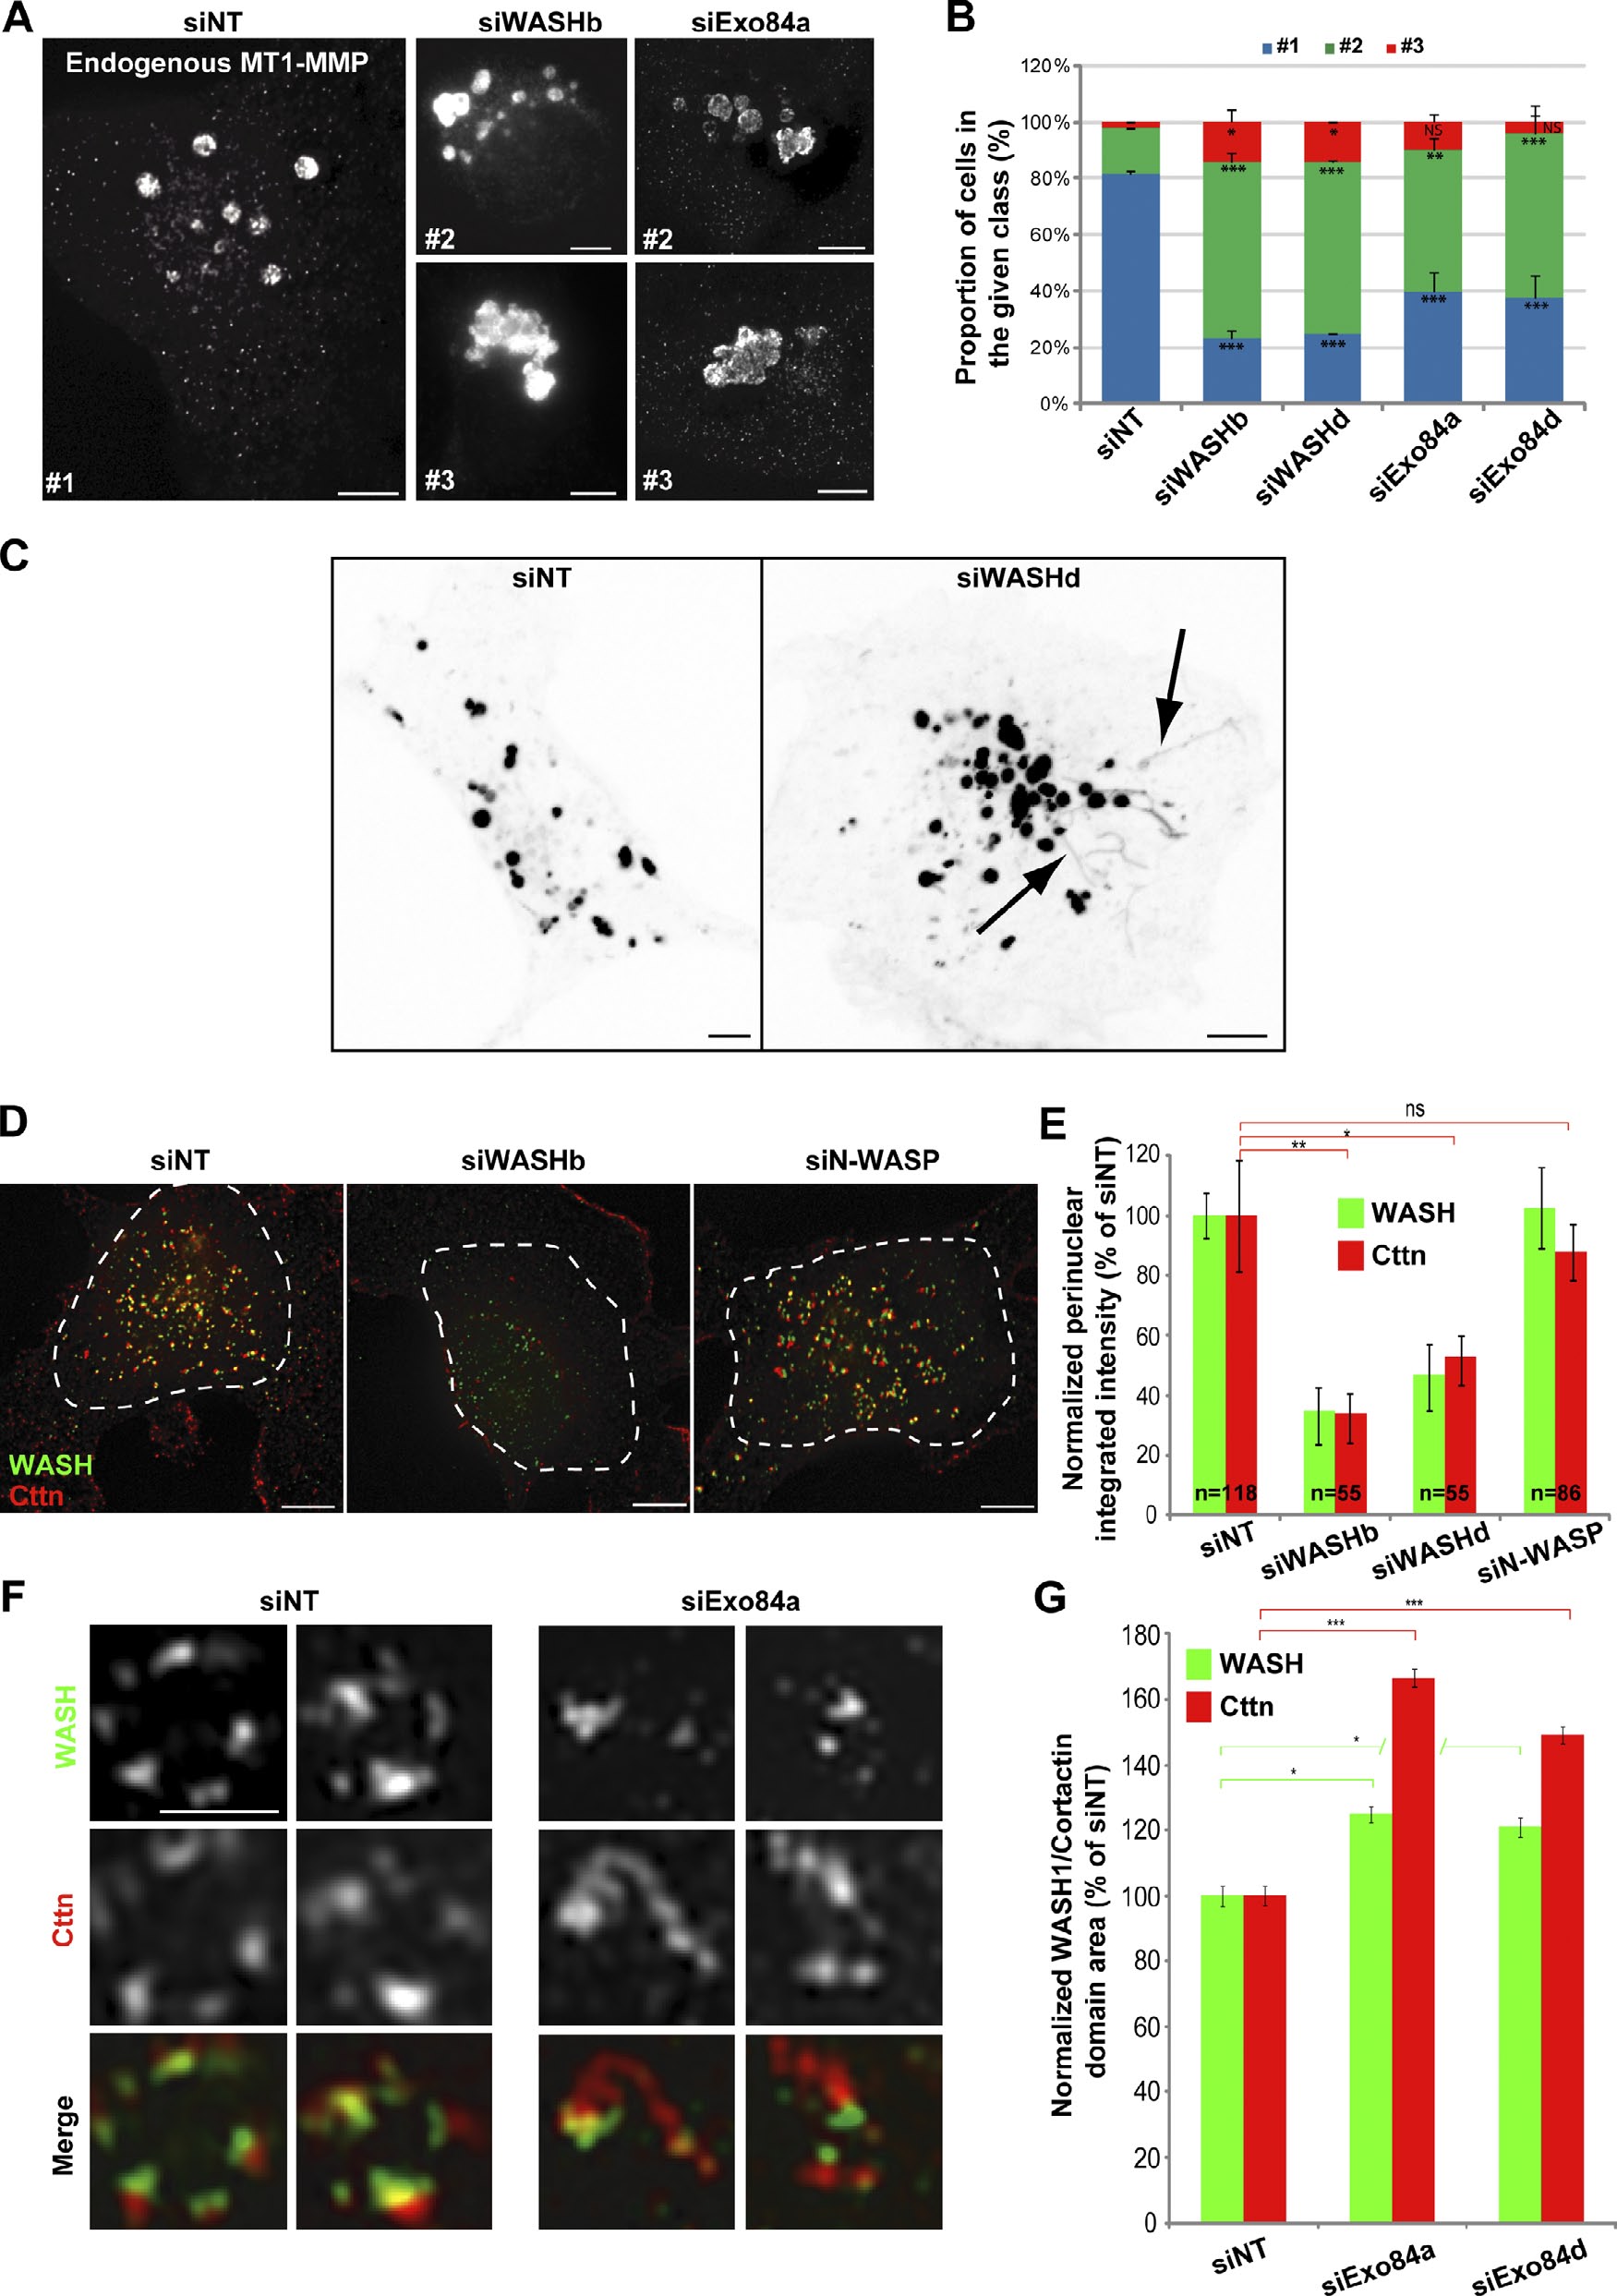 A
siNT
siWASHb
siExo84a
Endogenous MT1-MMP
#1
#2
#2
#3
#3
B
#1 #2 #3
Proportion of cells in
the given class (%)
120%
100%
80%
60%
40%
20%
0%
* * NS NS
*** *** ** ***
*** *** *** ***
siNT
siWASHb
siWASHd
siExo84a
siExo84d
C
siNT
siWASHd
D
siNT
siWASHb
siN-WASP
WASH
Cttn
E
Normalized perinuclear
integrated intensity (% of siNT)
ns
*
**
120
100
80
60
40
20
0
WASH
Cttn
n=118
n=55
n=55
n=86
siNT
siWASHb
siWASHd
siN-WASP
F
siNT
siExo84a
WASH
Cttn
Merge
G
Normalized WASH1/Cortactin
domain area (% of siNT)
***
***
*
*
180
160
140
120
100
80
60
40
20
0
WASH
Cttn
siNT
siExo84a
siExo84d